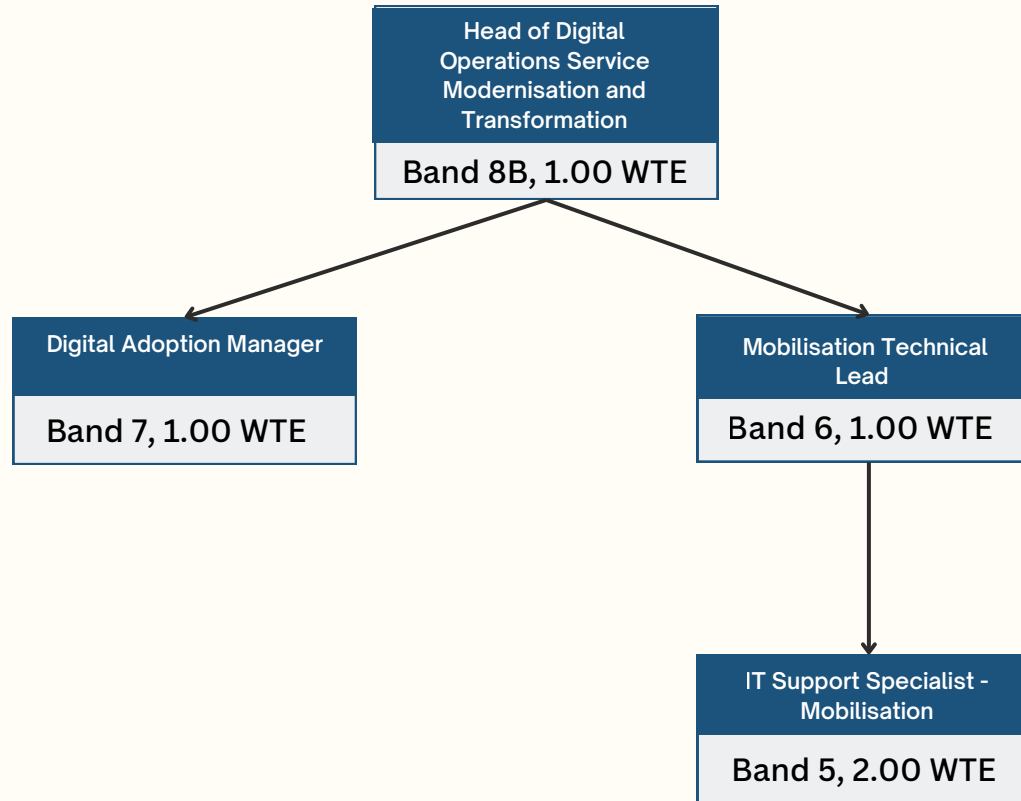 Head of Digital
Operations Service
Modernisation and
Transformation
Band 8B, 1.00 WTE
Digital Adoption Manager
Band 7, 1.00 WTE
Mobilisation Technical
Lead
Band 6, 1.00 WTE
IT Support Specialist -
Mobilisation
Band 5, 2.00 WTE